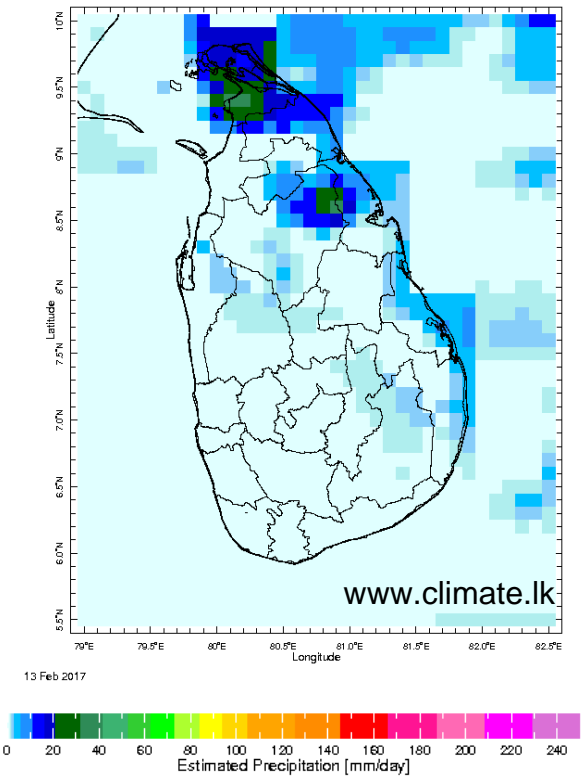 10°N
9.5°N
9°N
8.5°N
8°N
7.5°N
7.0°N
6.5°N
6.0°N
5.5°N
Latitude
www.climate.lk
79°E 79.5°E 80°E 80.5°E 81.0°E 81.5°E 82.0°E 82.5°E
Longitude
13 Feb 2017
0 20 40 60 80 100 120 140 160 180 200 220 240
Estimated Precipitation [mm/day]